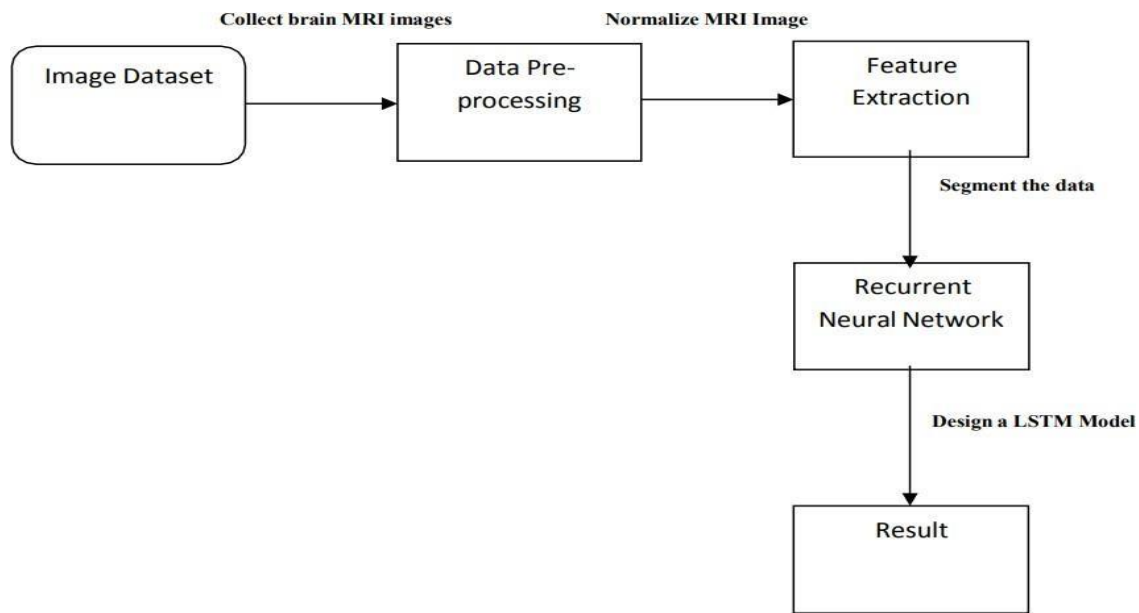 Collect brain MRI images
Normalize MRI Image
Image Dataset
Data Pre-
processing
Feature
Extraction
Segment the data
Recurrent
Neural Network
Design a LSTM Model
Result